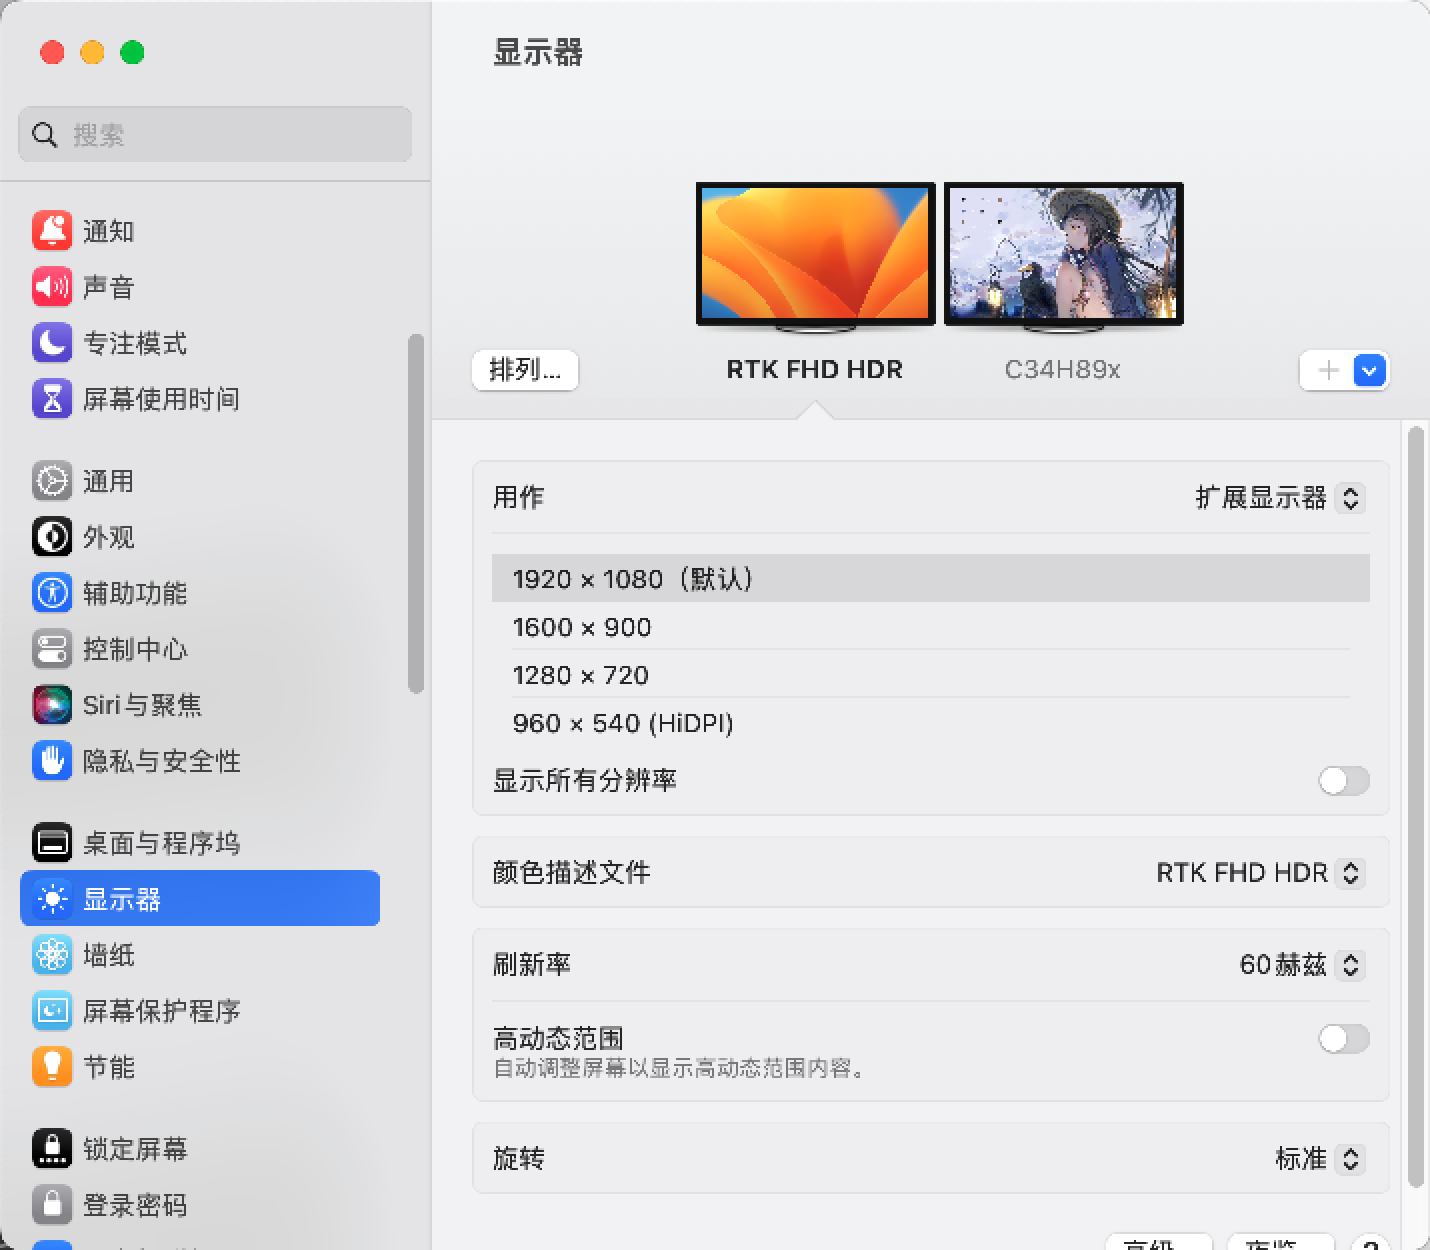 显示器
搜索
通知
声音
专注模式
屏幕使用时间
通用
外观
辅助功能
控制中心
Siri与聚焦
隐私与安全性
桌面与程序坞
显示器
墙纸
屏幕保护程序
节能
锁定屏幕
登录密码
排列...
RTK FHD HDR
C34H89x
用作
扩展显示器
1920 × 1080（默认）
1600 × 900
1280 × 720
960 × 540 (HiDPI)
显示所有分辨率
颜色描述文件
RTK FHD HDR
刷新率
60赫兹
高动态范围
自动调整屏幕以显示高动态范围内容。
旋转
标准